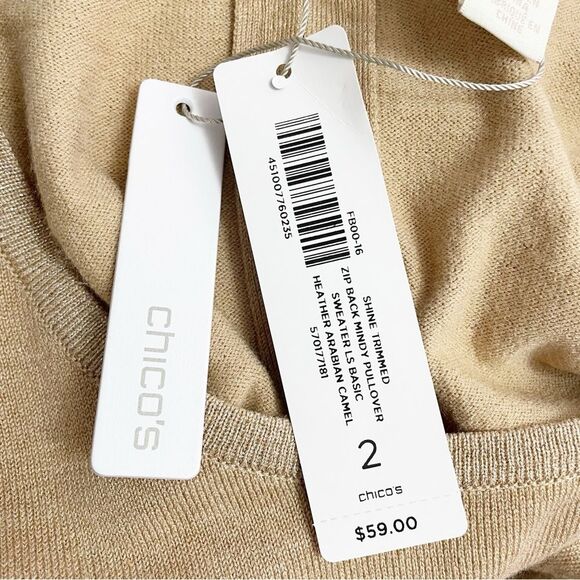 chico's
451007760235
FB00-16
SHINE TRIMMED
ZIP BACK MINDY PULLOVER
SWEATER LS BASIC
HEATHER ARABIAN CAMEL
570177181
2
chico's
$59.00
CHINE